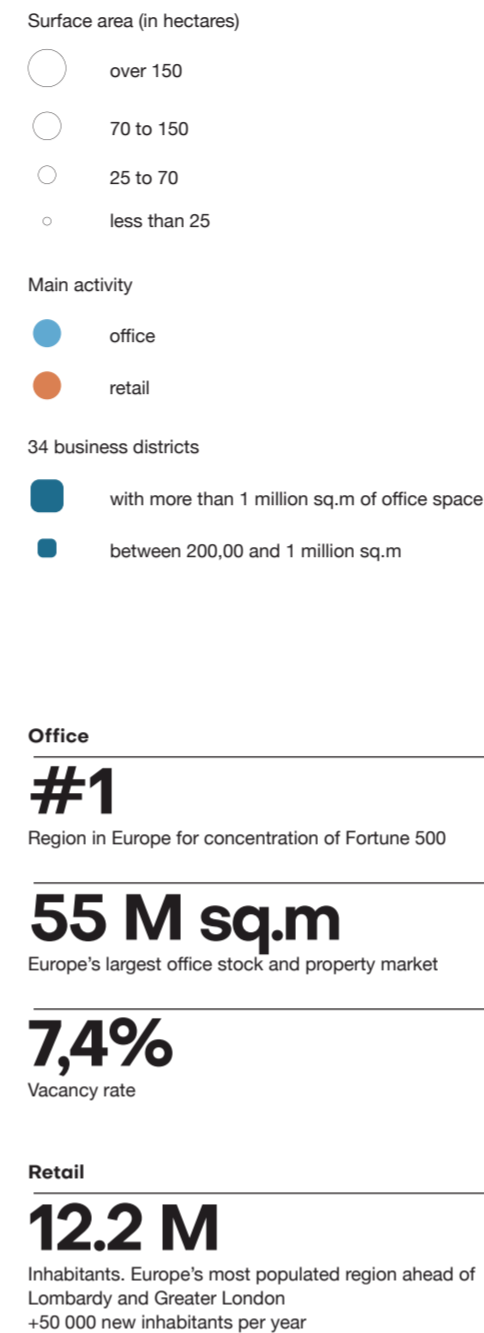 Surface area (in hectares)
over 150
70 to 150
25 to 70
less than 25
Main activity
office
retail
34 business districts
with more than 1 million sq.m of office space
between 200,00 and 1 million sq.m
Office
#1
Region in Europe for concentration of Fortune 500
55 M sq.m
Europe’s largest office stock and property market
7,4%
Vacancy rate
Retail
12.2 M
Inhabitants. Europe’s most populated region ahead of
Lombardy and Greater London
+50 000 new inhabitants per year